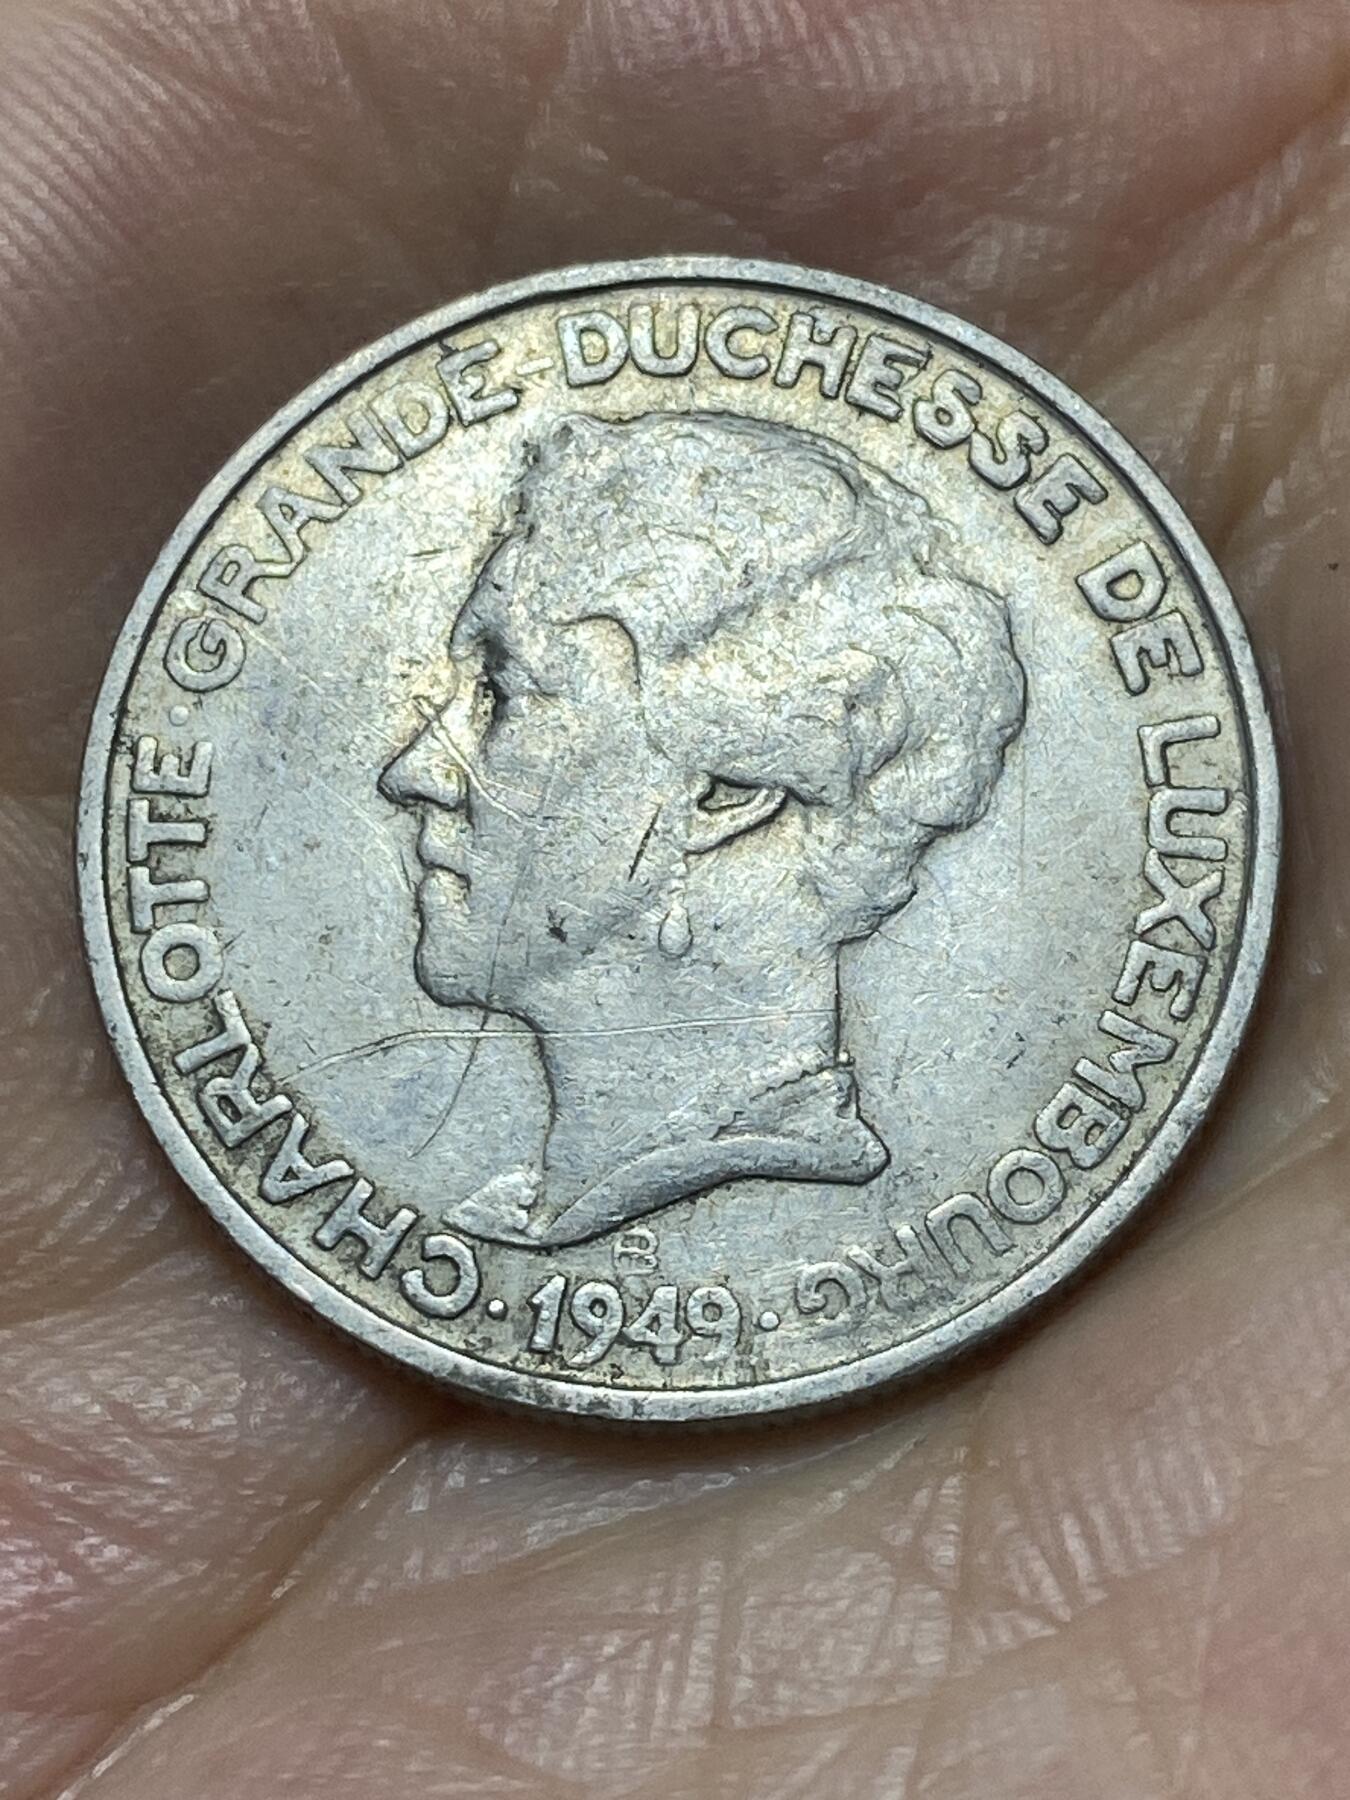 CHARLOTTE · GRANDE-DUCHESSE DE LUXEMBOURG
B
· 1949 ·